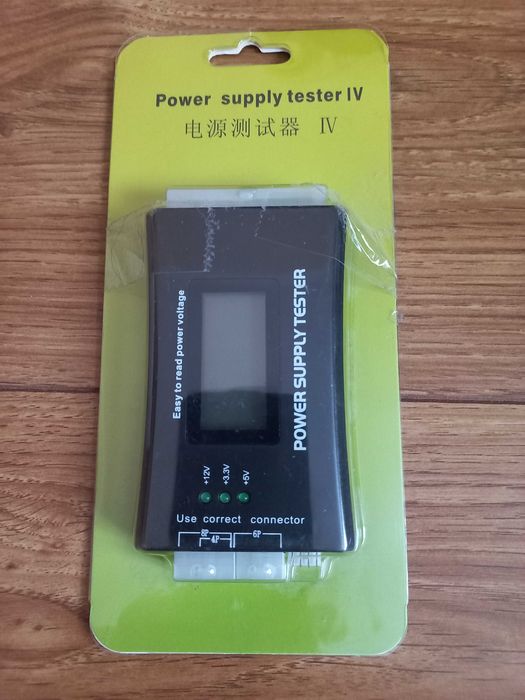 Power supply tester IV
电源测试器 IV
Easy to read power voltage
POWER SUPPLY TESTER
+12V
+3.3V
+5V
Use correct connector
8P
4P
6P